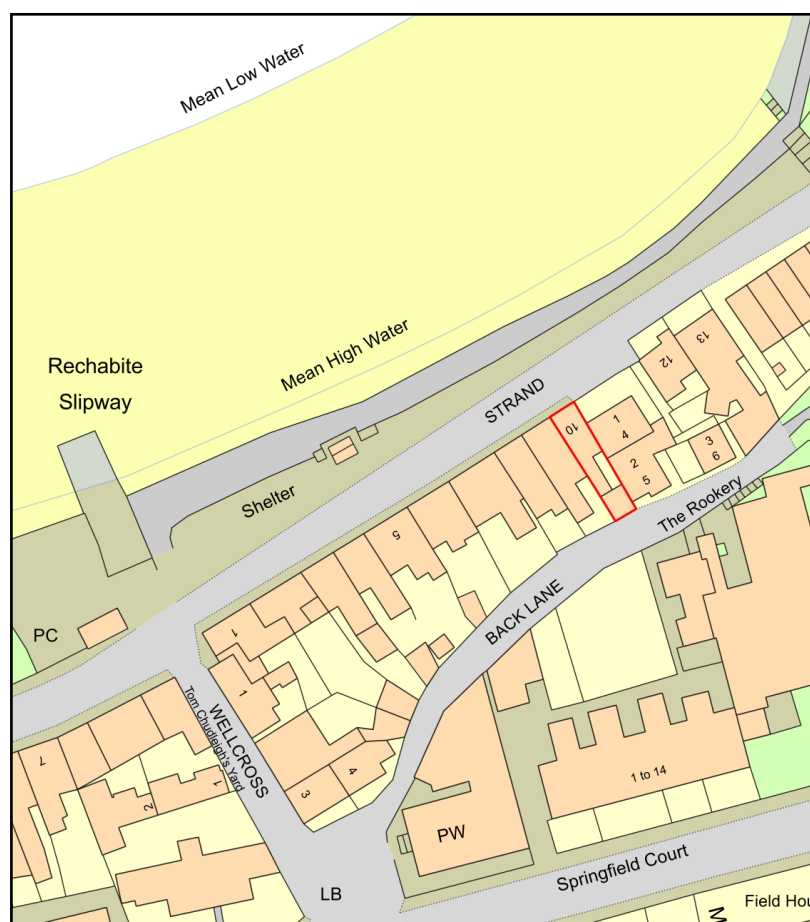 Mean Low Water
Mean High Water
Rechabite
Slipway
STRAND
13
12
10
1
4
2
5
3
6
Shelter
The Rookery
5
BACK LANE
PC
1
1
WELLCROSS
Tom Chudleigh's Yard
7
2
1
3
4
1 to 14
PW
Springfield Court
LB
Field Hou
M